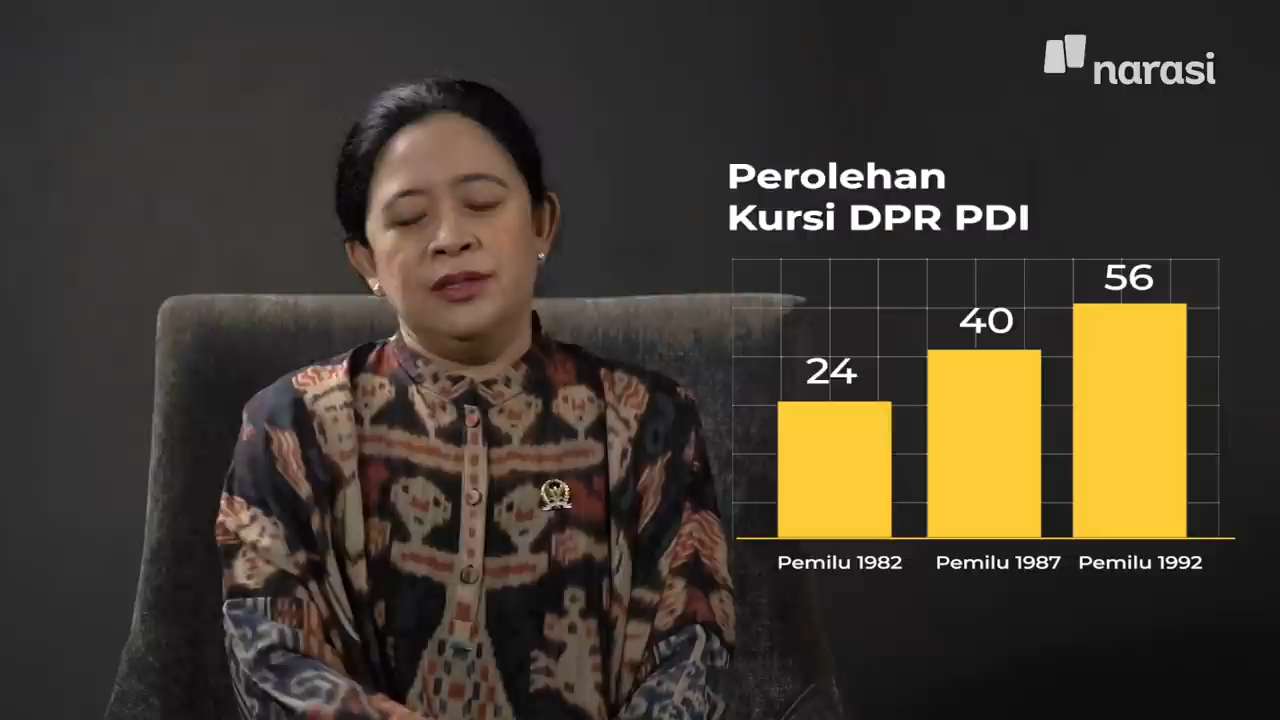 narasi
Perolehan
Kursi DPR PDI
56
40
24
Pemilu 1982 Pemilu 1987 Pemilu 1992